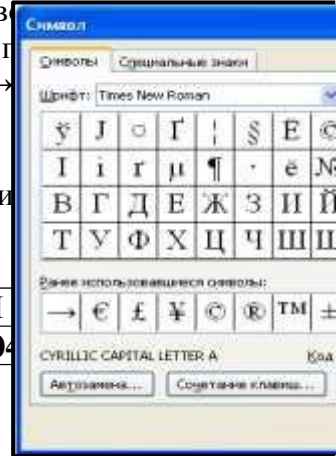 Символ
Символы Специальные знаки
Шрифт: Times New Roman
ў Ј ○ Ґ ¦ § Ё ©
І і ґ µ ¶ · ё №
В Г Д Е Ж З И Й
Т У Ф Х Ц Ч Ш Щ
Ранее использовавшиеся символы:
→ € £ ¥ © ® ™ ±
CYRILLIC CAPITAL LETTER A Код
Автозамена... Сочетание клавиш...